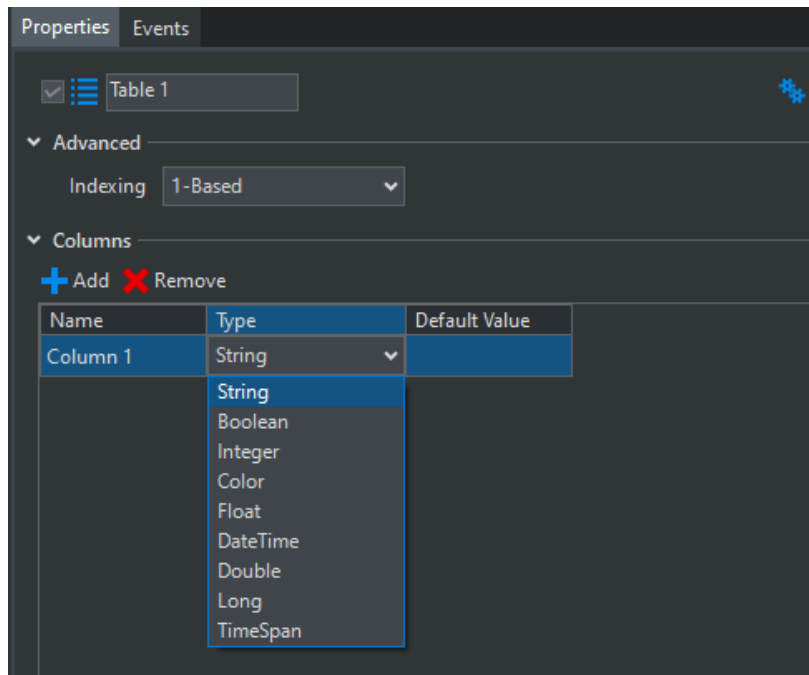 Properties Events
Table 1
Advanced
Indexing 1-Based
Columns
Add Remove
Name Type Default Value
Column 1 String
String
Boolean
Integer
Color
Float
DateTime
Double
Long
TimeSpan